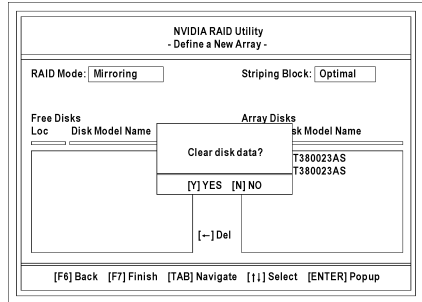 NVIDIA RAID Utility
- Define a New Array -
RAID Mode: Mirroring Striping Block: Optimal
Free Disks Array Disks
Loc Disk Model Name sk Model Name
Clear disk data?
T380023AS
T380023AS
[Y] YES [N] NO
[←] Del
[F6] Back [F7] Finish [TAB] Navigate [↑↓] Select [ENTER] Popup